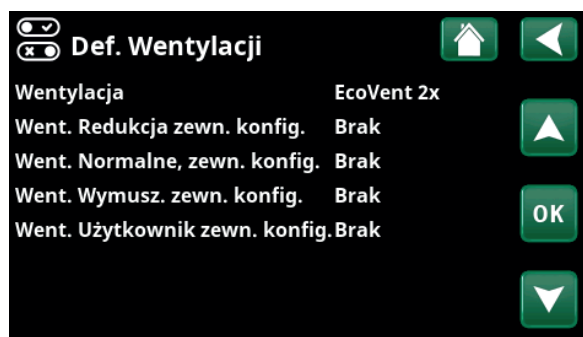 Def. Wentylacji
Wentylacja EcoVent 2x
Went. Redukcja zewn. konfig. Brak
Went. Normalne, zewn. konfig. Brak
Went. Wymusz. zewn. konfig. Brak
Went. Użytkownik zewn. konfig. Brak
OK